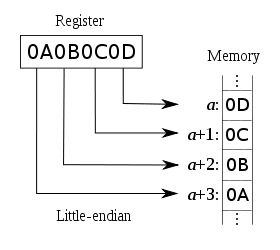 Register
0A0B0C0D
Memory
⋮
a: 0D
a+1: 0C
a+2: 0B
a+3: 0A
⋮
Little-endian